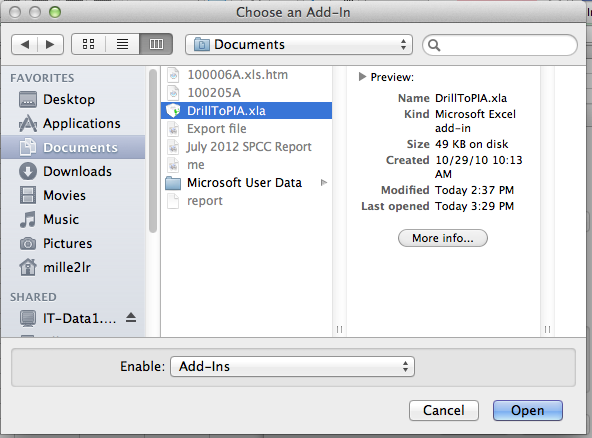 Choose an Add-In
Documents
FAVORITES
Desktop
Applications
Documents
Downloads
Movies
Music
Pictures
mille2lr
SHARED
IT-Data1....
100006A.xls.htm
100205A
DrillToPIA.xla
Export file
July 2012 SPCC Report
me
Microsoft User Data
report
Preview:
Name DrillToPIA.xla
Kind Microsoft Excel
add-in
Size 49 KB on disk
Created 10/29/10 10:13
AM
Modified Today 2:37 PM
Last opened Today 3:29 PM
More info...
Enable: Add-Ins
Cancel Open